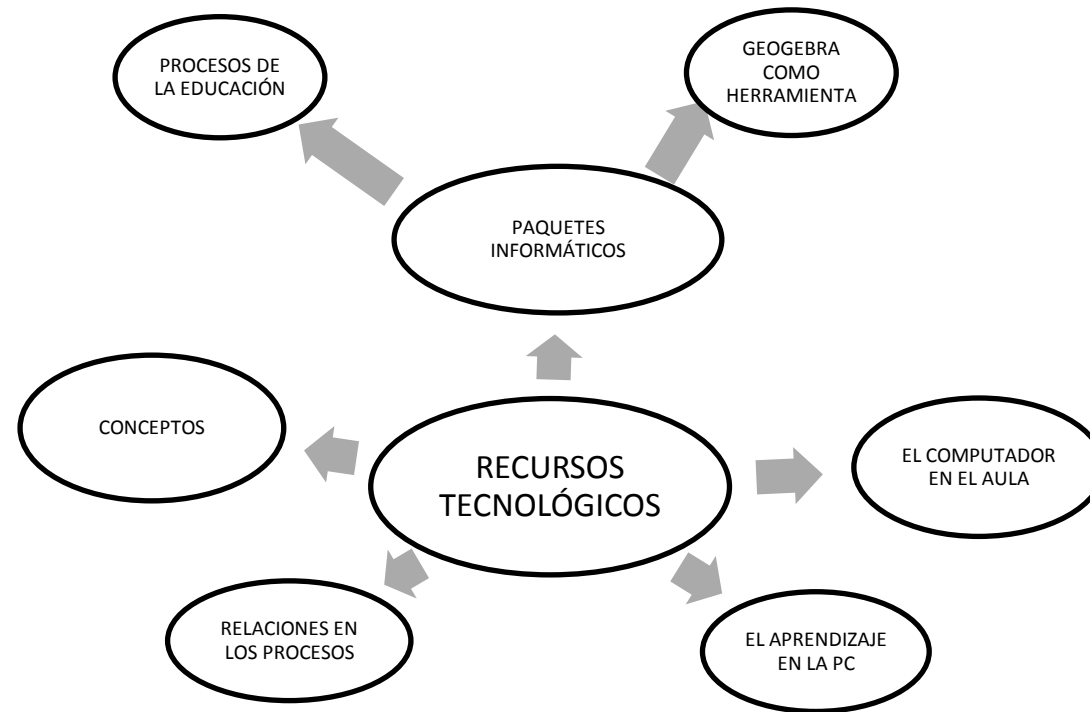 PROCESOS DE
LA EDUCACIÓN
GEOGEBRA
COMO
HERRAMIENTA
PAQUETES
INFORMÁTICOS
CONCEPTOS
RECURSOS
TECNOLÓGICOS
EL COMPUTADOR
EN EL AULA
RELACIONES EN
LOS PROCESOS
EL APRENDIZAJE
EN LA PC